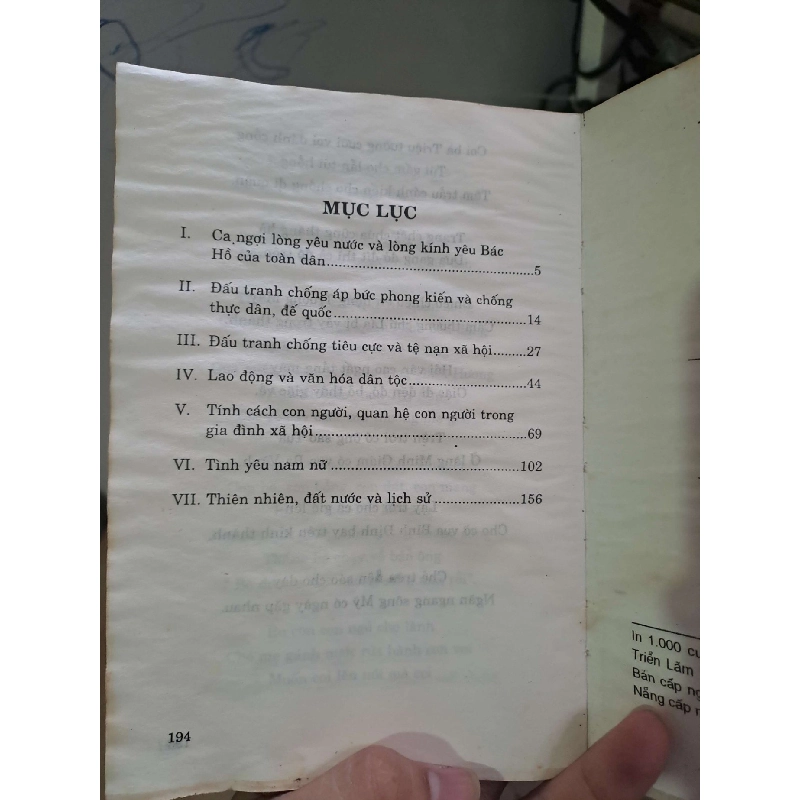 MỤC LỤC
I. Ca ngợi lòng yêu nước và lòng kính yêu Bác
Hồ của toàn dân.....5
II. Đấu tranh chống áp bức phong kiến và chống
thực dân, đế quốc.....14
III. Đấu tranh chống tiêu cực và tệ nạn xã hội.....27
IV. Lao động và văn hóa dân tộc.....44
V. Tính cách con người, quan hệ con người trong
gia đình xã hội.....69
VI. Tình yêu nam nữ.....102
VII. Thiên nhiên, đất nước và lịch sử.....156
194
In 1.000 cu
Triển Lãm
Bán cấp ng
Nẵng cấp n